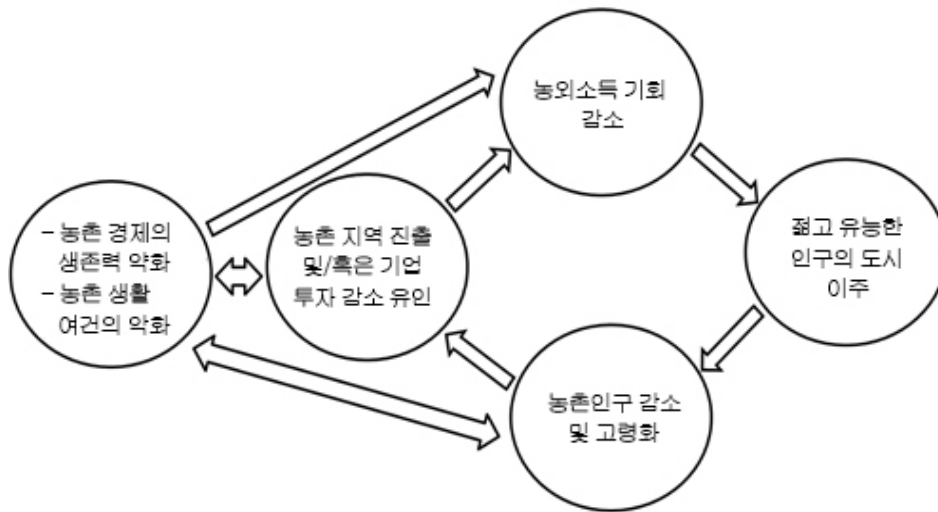 농외소득 기회
감소
– 농촌 경제의
생존력 약화
– 농촌 생활
여건의 악화
농촌 지역 진출
및/혹은 기업
투자 감소 유인
젊고 유능한
인구의 도시
이주
농촌인구 감소
및 고령화